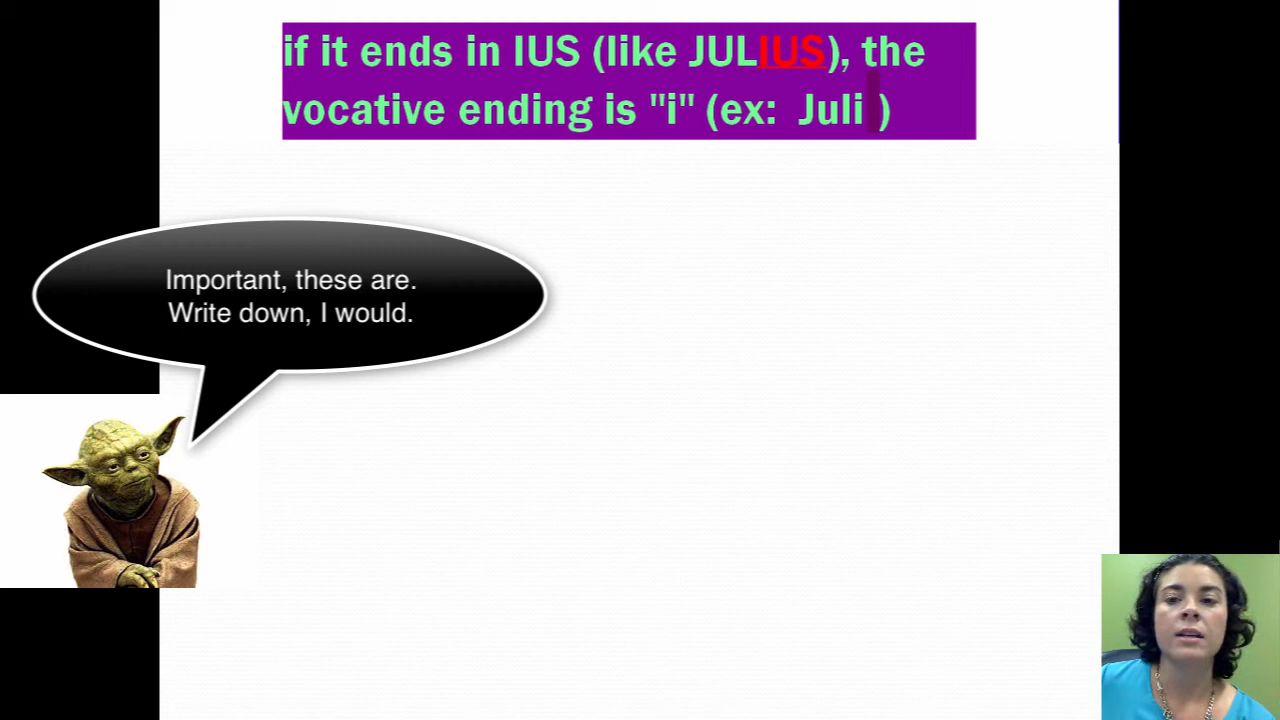 if it ends in IUS (like JULIUS), the
vocative ending is "i" (ex:  Juli )
Important, these are.
Write down, I would.